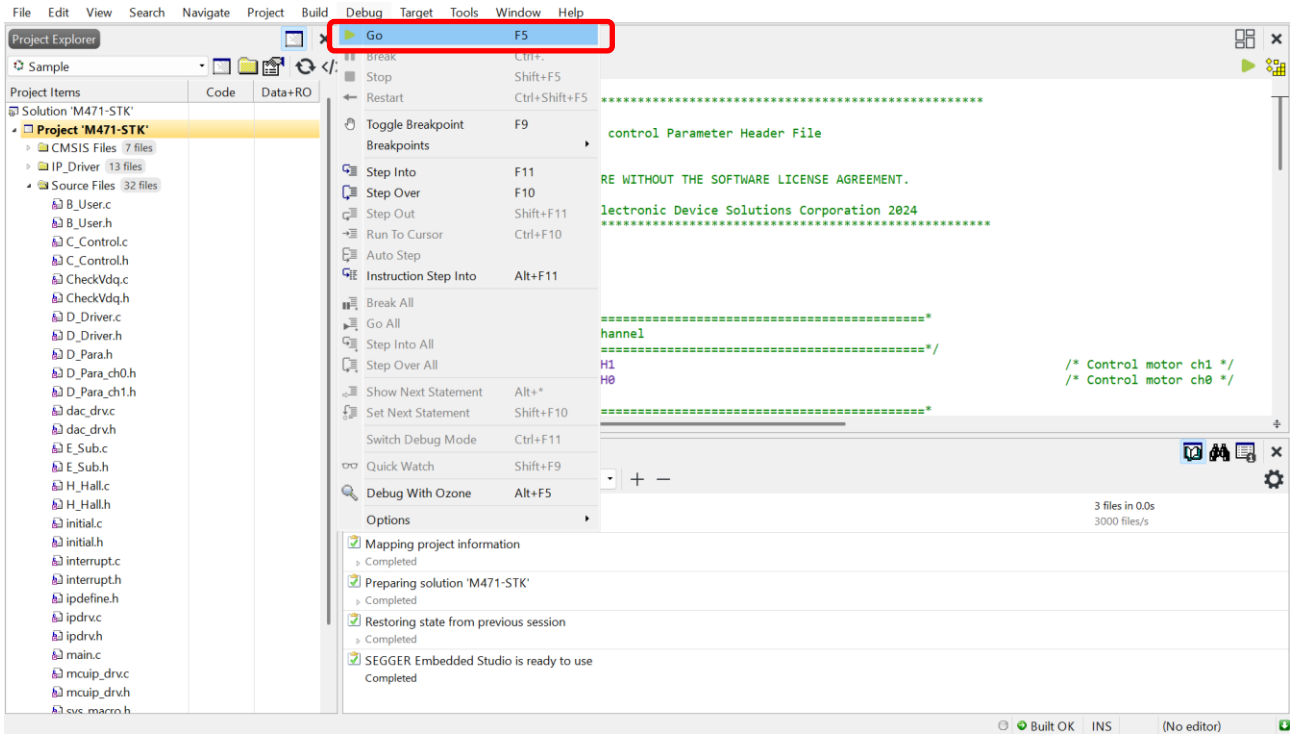 File Edit View Search Navigate Project Build Debug Target Tools Window Help
Project Explorer
Sample
Project Items Code Data+RO
Solution 'M471-STK'
Project 'M471-STK'
CMSIS Files 7 files
IP_Driver 13 files
Source Files 32 files
B_User.c
B_User.h
C_Control.c
C_Control.h
CheckVdq.c
CheckVdq.h
D_Driver.c
D_Driver.h
D_Para.h
D_Para_ch0.h
D_Para_ch1.h
dac_drv.c
dac_drv.h
E_Sub.c
E_Sub.h
H_Hall.c
H_Hall.h
initial.c
initial.h
interrupt.c
interrupt.h
ipdefine.h
ipdrv.c
ipdrv.h
main.c
mcuip_drv.c
mcuip_drv.h
sys_macro.h
Go F5
Break Ctrl+.
Stop Shift+F5
Restart Ctrl+Shift+F5
Toggle Breakpoint F9
Breakpoints
Step Into F11
Step Over F10
Step Out Shift+F11
Run To Cursor Ctrl+F10
Auto Step
Instruction Step Into Alt+F11
Break All
Go All
Step Into All
Step Over All
Show Next Statement Alt+*
Set Next Statement Shift+F10
Switch Debug Mode Ctrl+F11
Quick Watch Shift+F9
Debug With Ozone Alt+F5
Options
control Parameter Header File
RE WITHOUT THE SOFTWARE LICENSE AGREEMENT.
lectronic Device Solutions Corporation 2024
============================================*
hannel
============================================*/
H1 /* Control motor ch1 */
H0 /* Control motor ch0 */
============================================*
3 files in 0.0s
3000 files/s
Mapping project information
Completed
Preparing solution 'M471-STK'
Completed
Restoring state from previous session
Completed
SEGGER Embedded Studio is ready to use
Completed
Built OK INS (No editor)